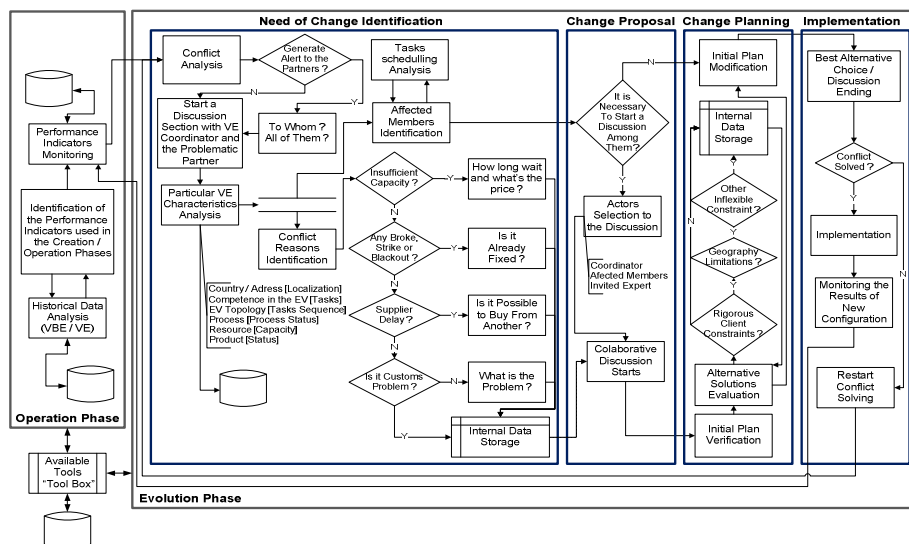 Need of Change Identification
Change Proposal
Change Planning
Implementation
Conflict
Analysis
Generate
Alert to the
Partners ?
Tasks
schedulling
Analysis
N
Y
Start a
Discussion
Section with VE
Coordinator and
the Problematic
Partner
To Whom ?
All of Them ?
Affected
Members
Identification
Particular VE
Characteristics
Analysis
Conflict
Reasons
Identification
Country / Adress [Localization]
Competence in the EV [Tasks]
EV Topology [Tasks Sequence]
Process [Process Status]
Resource [Capacity]
Product [Status]
Insufficient
Capacity ?
Y
How long wait
and what's the
price ?
N
Any Broke,
Strike or
Blackout ?
Y
Is it
Already
Fixed ?
N
Supplier
Delay ?
Y
Is it Possible
to Buy From
Another ?
N
Is it Customs
Problem ?
N
What is
the
Problem ?
Y
Internal Data
Storage
It is
Necessary
To Start a
Discussion
Among
Them ?
N
Y
Actors
Selection to
the Discussion
Coordinator
Affected Members
Invited Expert
Colaborative
Discussion
Starts
Initial Plan
Modification
Internal
Data
Storage
Y
Other
Inflexible
Constraint ?
N
Y
Geography
Limitations ?
Y
Rigorous
Client
Constraints ?
Alternative
Solutions
Evaluation
Initial Plan
Verification
Best Alternative
Choice /
Discussion
Ending
Conflict
Solved ?
N
Y
Implementation
Monitoring the
Results of
New
Configuration
Restart
Conflict
Solving
Performance
Indicators
Monitoring
Identification of
the Performance
Indicators used
in the Creation /
Operation Phases
Historical Data
Analysis
(VBE / VE)
Operation Phase
Available
Tools
“Tool Box”
Evolution Phase